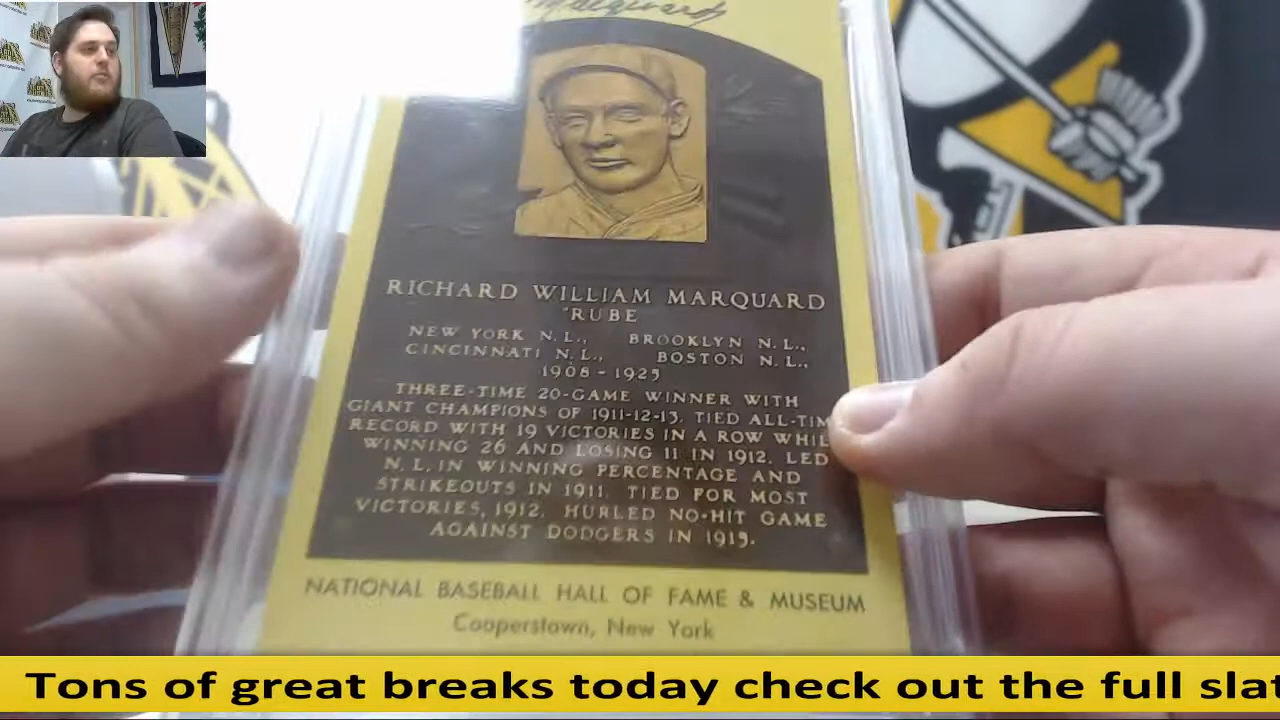 Marquard
RICHARD WILLIAM MARQUARD
"RUBE
NEW YORK N.L., BROOKLYN N.L.,
CINCINNATI N.L., BOSTON N.L.,
1908 - 1925
THREE-TIME 20-GAME WINNER WITH
GIANT CHAMPIONS OF 1911-12-13. TIED ALL-TIM
RECORD WITH 19 VICTORIES IN A ROW WHIL
WINNING 26 AND LOSING 11 IN 1912. LED
N.L. IN WINNING PERCENTAGE AND
STRIKEOUTS IN 1911. TIED FOR MOST
VICTORIES, 1912. HURLED NO-HIT GAME
AGAINST DODGERS IN 1915.
NATIONAL BASEBALL HALL OF FAME & MUSEUM
Cooperstown, New York
Tons of great breaks today check out the full slat